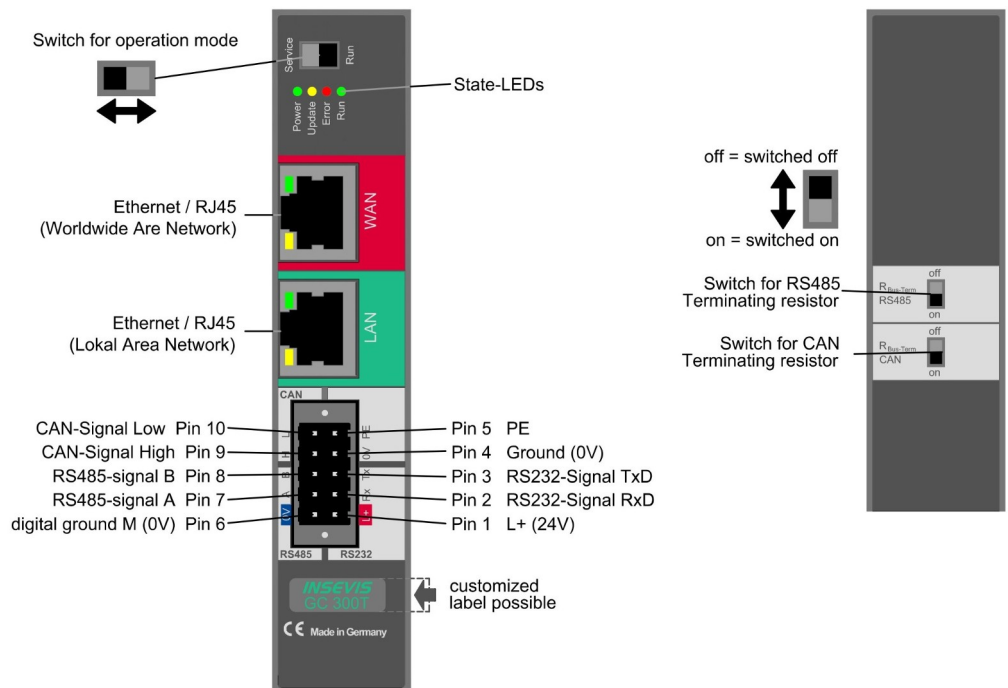 Switch for operation mode
Service
Run
Power
Update
Error
Run
State-LEDs
Ethernet / RJ45
(Worldwide Are Network)
WAN
Ethernet / RJ45
(Lokal Area Network)
LAN
CAN
CAN-Signal Low Pin 10
L
PE
Pin 5 PE
CAN-Signal High Pin 9
H
0V
Pin 4 Ground (0V)
RS485-signal B Pin 8
B
Tx
Pin 3 RS232-Signal TxD
RS485-signal A Pin 7
A
Rx
Pin 2 RS232-Signal RxD
digital ground M (0V) Pin 6
0V
L+
Pin 1 L+ (24V)
RS485 RS232
INSEVIS
GC 300T
customized
label possible
CE Made in Germany
off = switched off
on = switched on
Switch for RS485
Terminating resistor
off
RBus-Term
RS485
on
Switch for CAN
Terminating resistor
off
RBus-Term
CAN
on